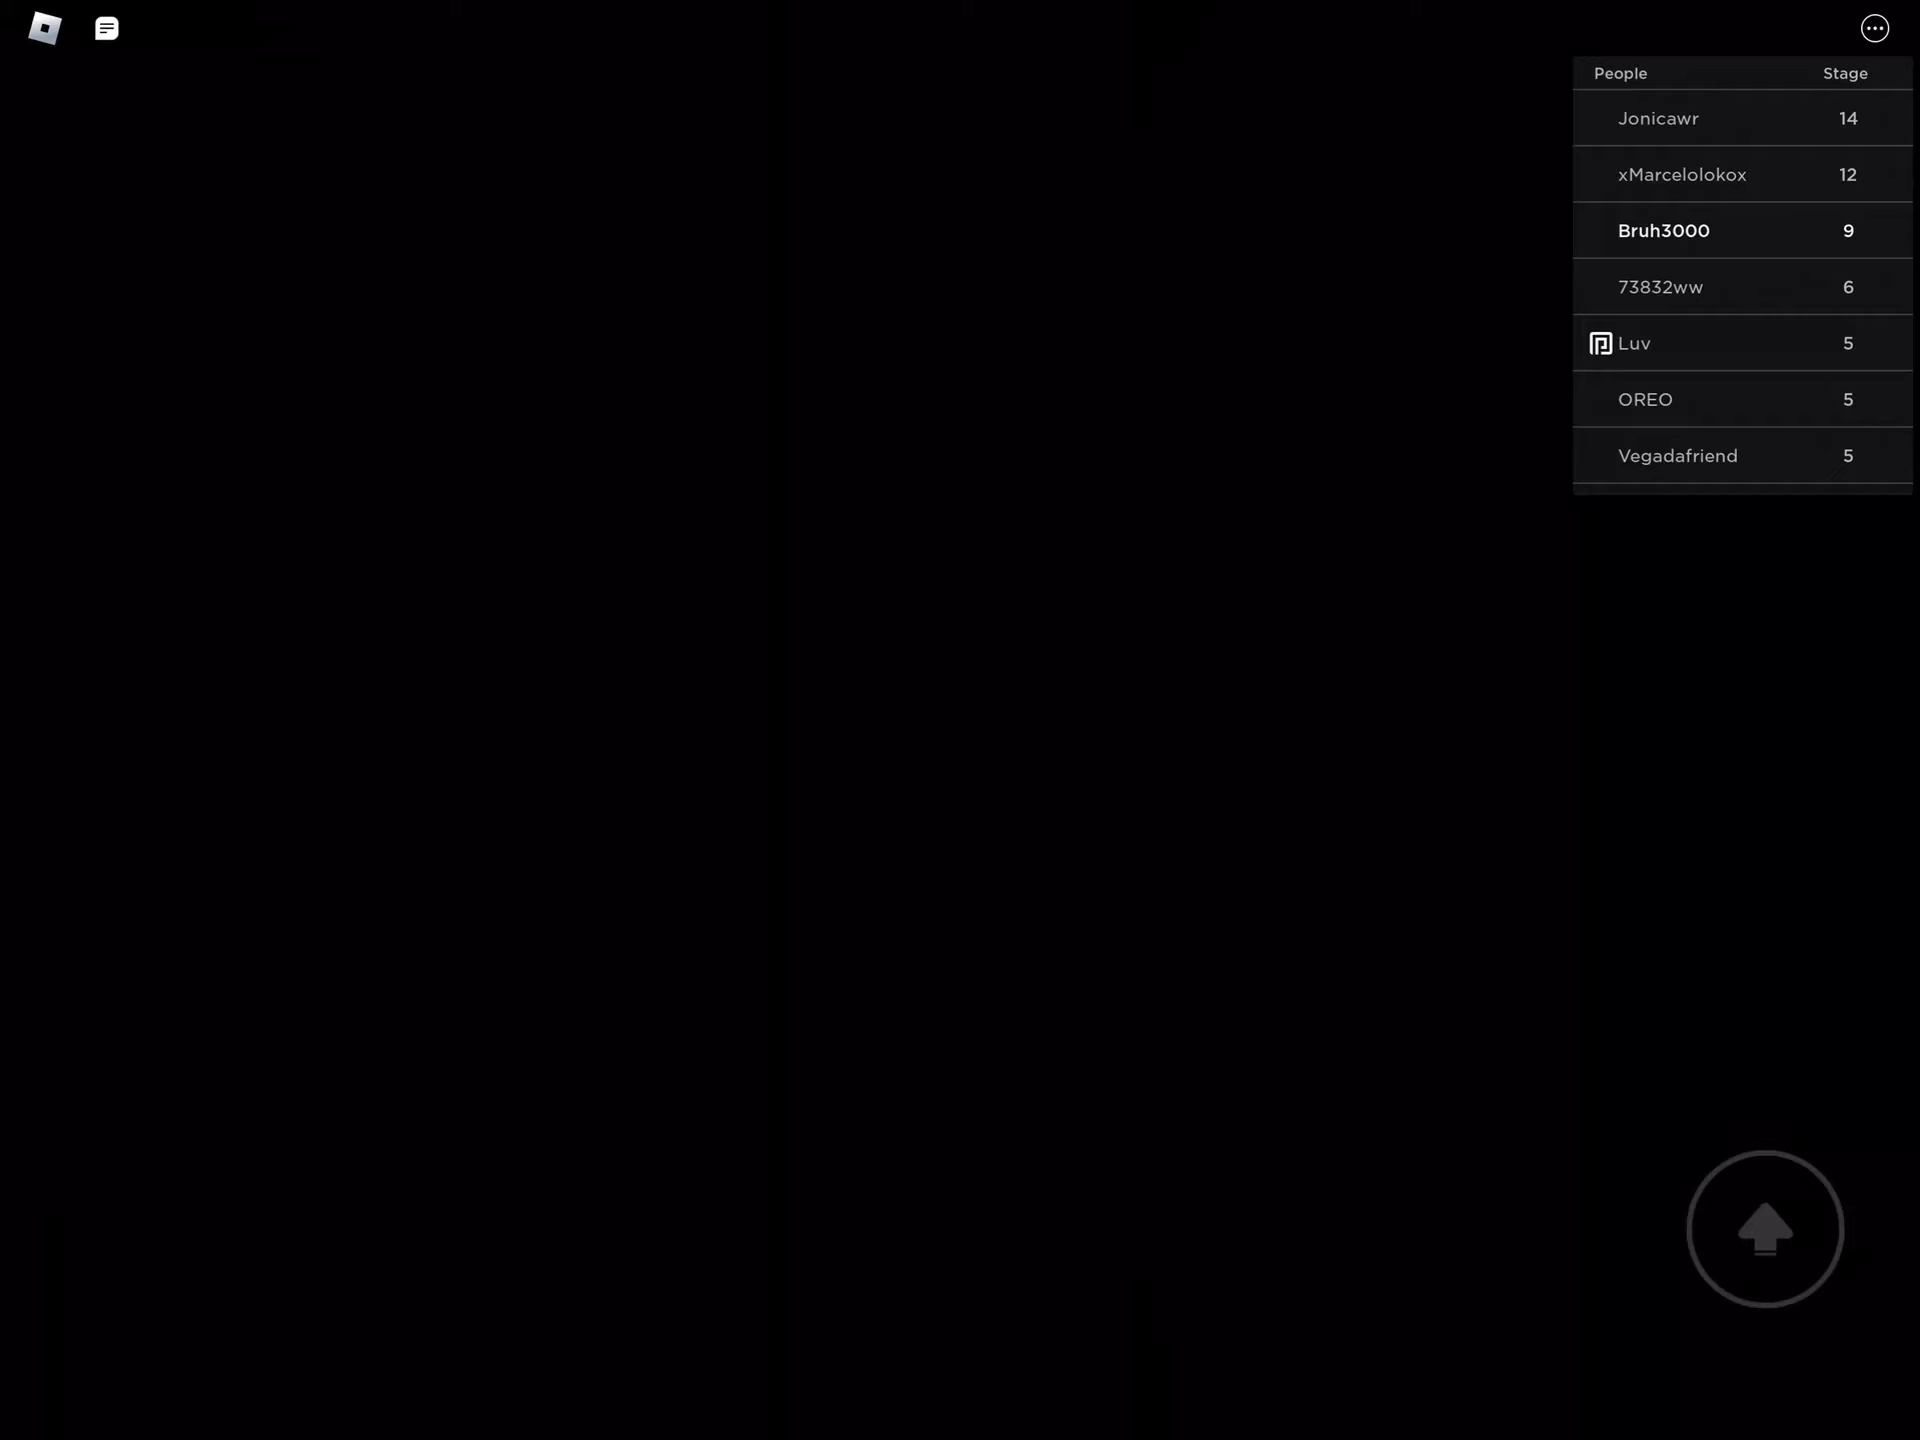 People Stage
Jonicawr 14
xMarcelolokox 12
Bruh3000 9
73832ww 6
Luv 5
OREO 5
Vegadafriend 5